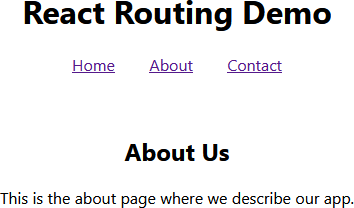 React Routing Demo
Home About Contact
About Us
This is the about page where we describe our app.